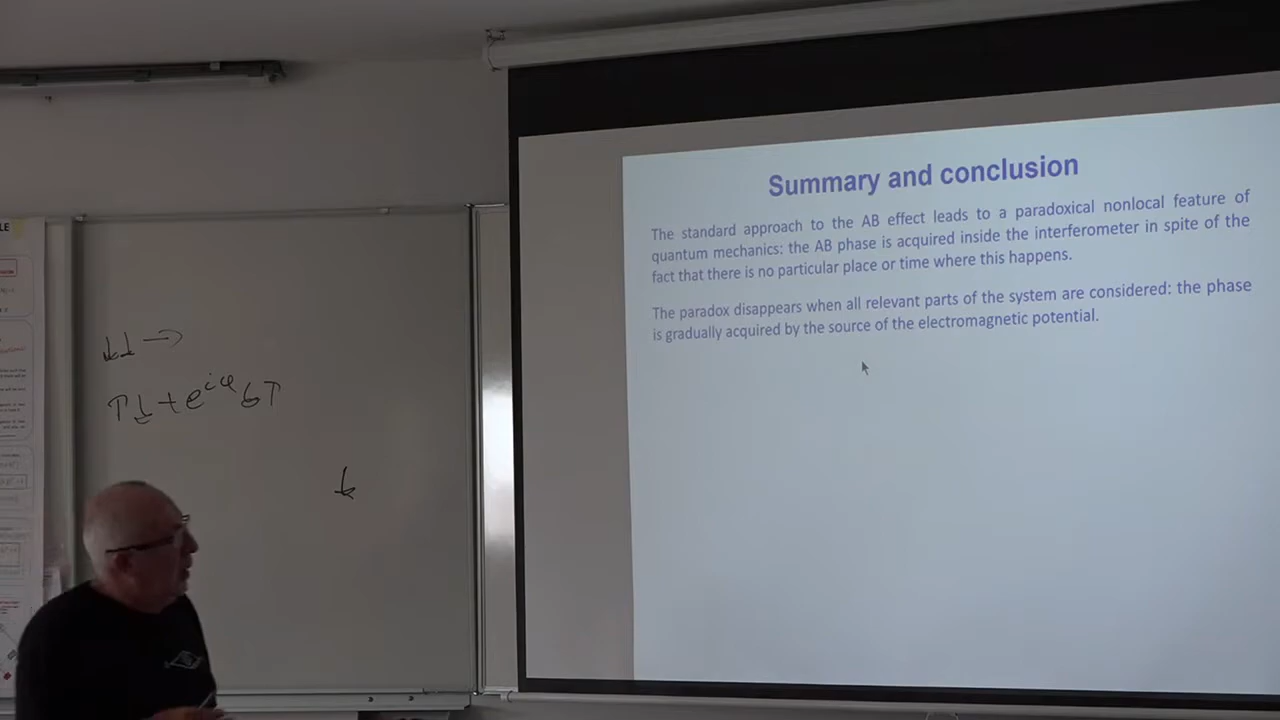 Summary and conclusion
The standard approach to the AB effect leads to a paradoxical nonlocal feature of
quantum mechanics: the AB phase is acquired inside the interferometer in spite of the
fact that there is no particular place or time where this happens.
The paradox disappears when all relevant parts of the system are considered: the phase
is gradually acquired by the source of the electromagnetic potential.
↓↓ →
↑↓ + e^{iφ} ↓↑
↓